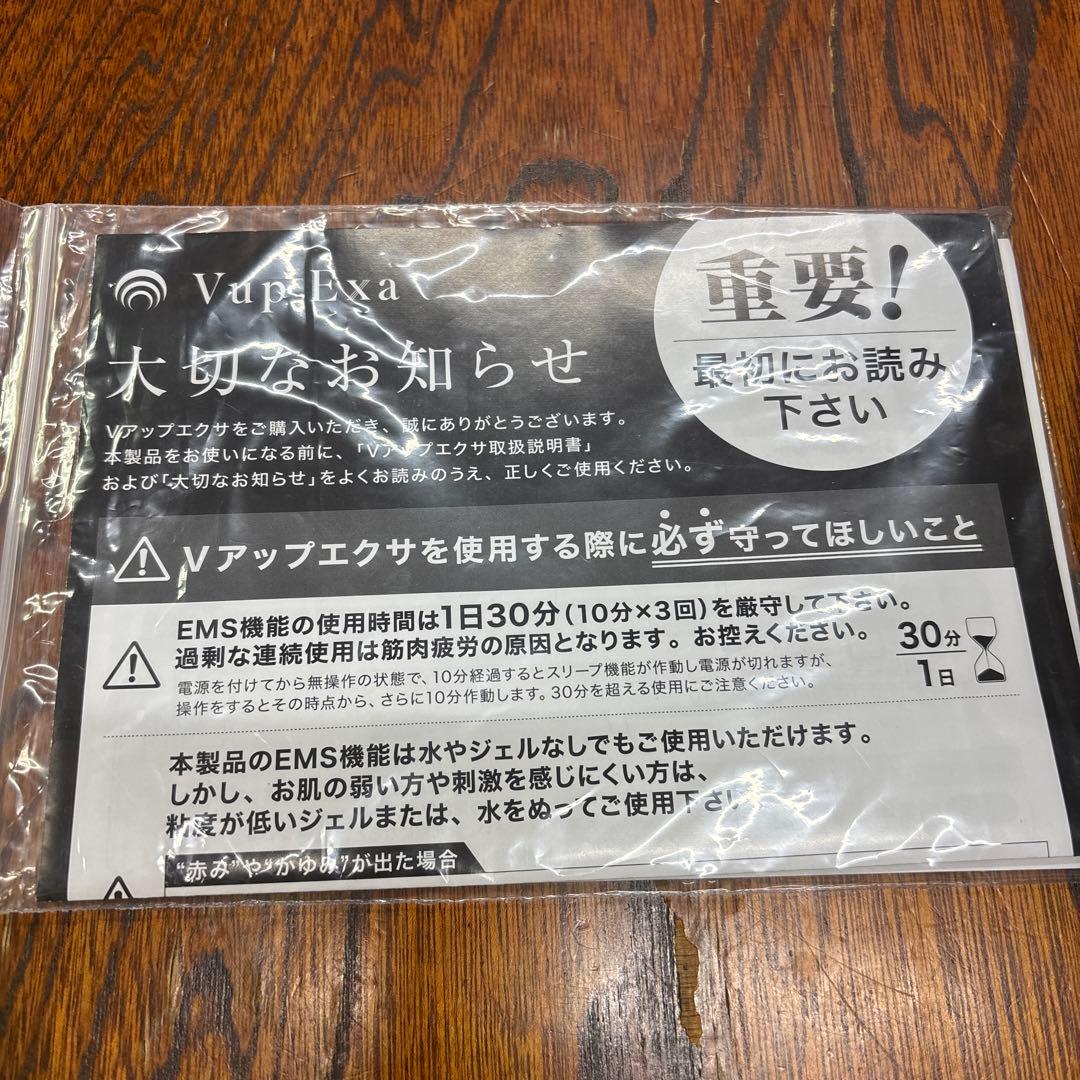 Vup Exa
重要!
最初にお読み
下さい
大切なお知らせ
Vアップエクサをご購入いただき、誠にありがとうございます。
本製品をお使いになる前に、「Vアップエクサ取扱説明書」
および「大切なお知らせ」をよくお読みのうえ、正しくご使用ください。
Vアップエクサを使用する際に必ず守ってほしいこと
EMS機能の使用時間は1日30分(10分×3回)を厳守して下さい。
過剰な連続使用は筋肉疲労の原因となります。お控えください。
電源を付けてから無操作の状態で、10分経過するとスリープ機能が作動し電源が切れますが、
操作をするとその時点から、さらに10分作動します。30分を超える使用にご注意ください。
30分
1日
本製品のEMS機能は水やジェルなしでもご使用いただけます。
しかし、お肌の弱い方や刺激を感じにくい方は、
粘度が低いジェルまたは、水をぬってご使用下さい
"赤み"や"かゆみ"が出た場合